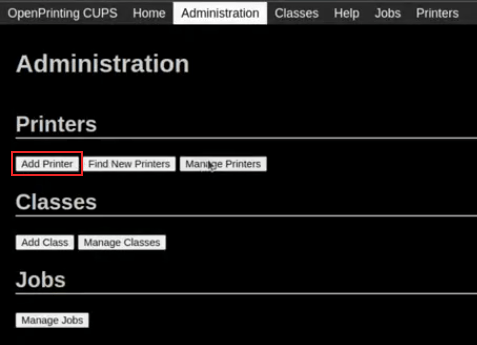 OpenPrinting CUPS Home Administration Classes Help Jobs Printers
Administration
Printers
Add Printer Find New Printers Manage Printers
Classes
Add Class Manage Classes
Jobs
Manage Jobs